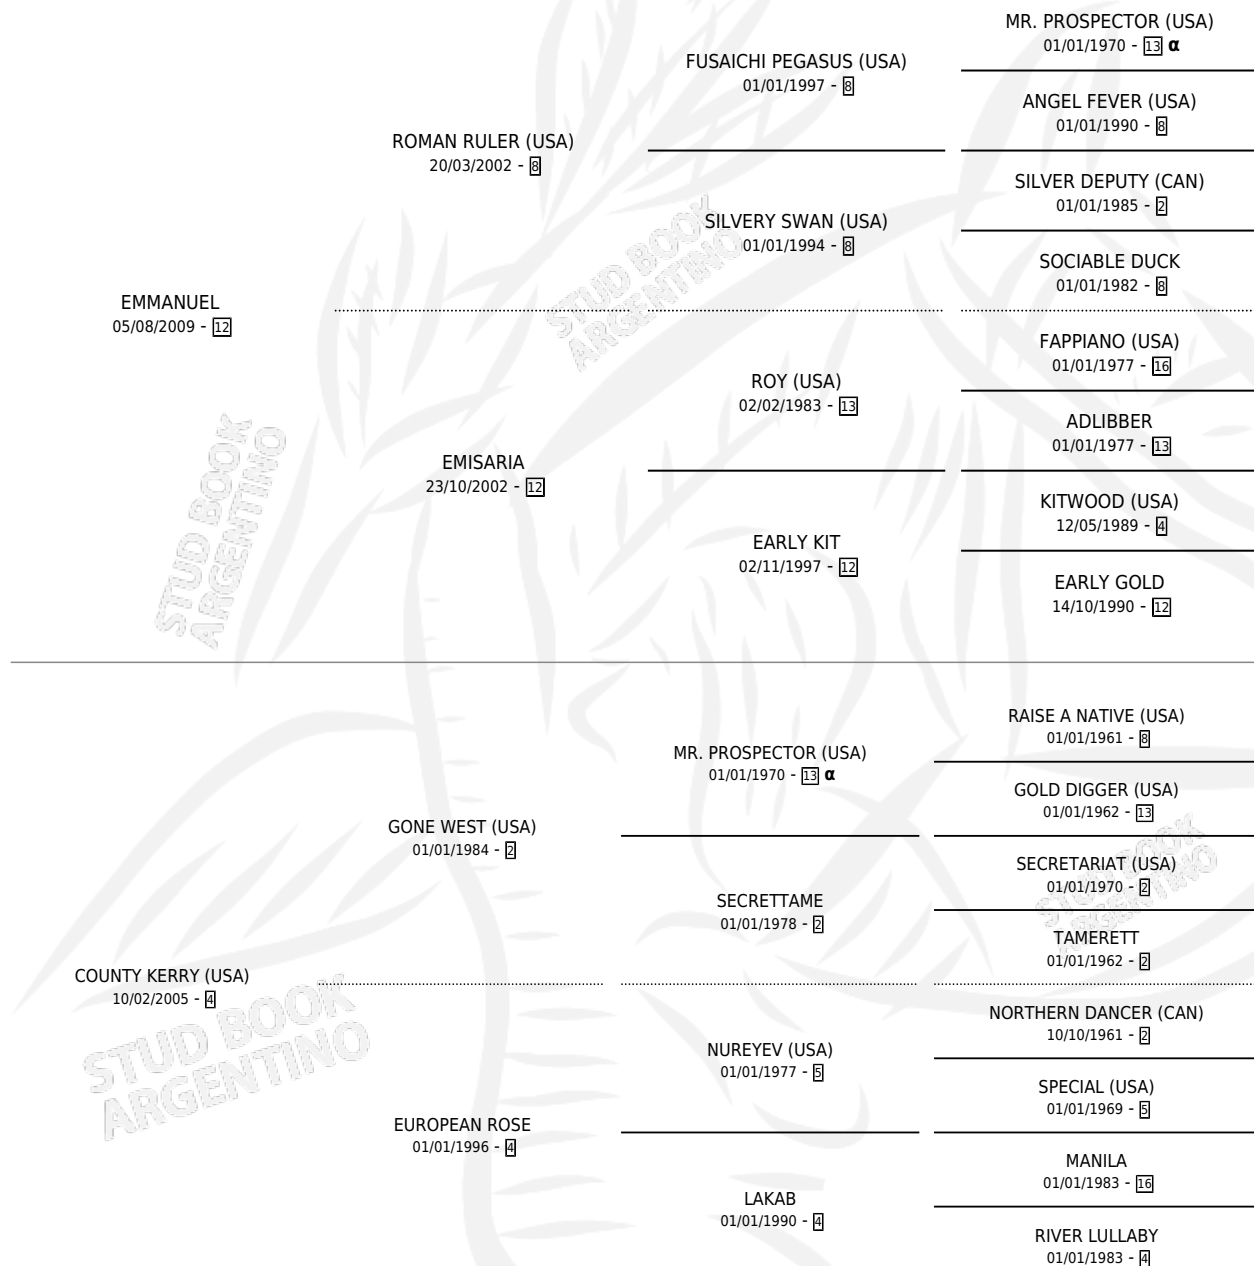 MR. PROSPECTOR (USA)
01/01/1970 - 13 α
FUSAICHI PEGASUS (USA)
01/01/1997 - 8
ANGEL FEVER (USA)
01/01/1990 - 8
ROMAN RULER (USA)
20/03/2002 - 8
SILVER DEPUTY (CAN)
01/01/1985 - 2
SILVERY SWAN (USA)
01/01/1994 - 8
SOCIABLE DUCK
01/01/1982 - 8
EMMANUEL
05/08/2009 - 12
FAPPIANO (USA)
01/01/1977 - 16
ROY (USA)
02/02/1983 - 13
ADLIBBER
01/01/1977 - 13
EMISARIA
23/10/2002 - 12
KITWOOD (USA)
12/05/1989 - 4
EARLY KIT
02/11/1997 - 12
EARLY GOLD
14/10/1990 - 12
RAISE A NATIVE (USA)
01/01/1961 - 8
MR. PROSPECTOR (USA)
01/01/1970 - 13 α
GOLD DIGGER (USA)
01/01/1962 - 13
GONE WEST (USA)
01/01/1984 - 2
SECRETARIAT (USA)
01/01/1970 - 2
SECRETTAME
01/01/1978 - 2
TAMERETT
01/01/1962 - 2
COUNTY KERRY (USA)
10/02/2005 - 4
NORTHERN DANCER (CAN)
10/10/1961 - 2
NUREYEV (USA)
01/01/1977 - 5
SPECIAL (USA)
01/01/1969 - 5
EUROPEAN ROSE
01/01/1996 - 4
MANILA
01/01/1983 - 16
LAKAB
01/01/1990 - 4
RIVER LULLABY
01/01/1983 - 4
STUD BOOK
ARGENTINO
STUD BOOK
ARGENTINO
STUD BOOK
ARGENTINO
STUD BOOK
ARGENTINO